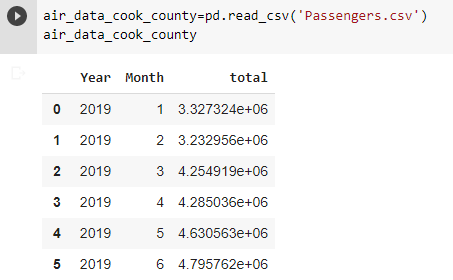 air_data_cook_county=pd.read_csv('Passengers.csv')
air_data_cook_county
Year Month total
0 2019 1 3.327324e+06
1 2019 2 3.232956e+06
2 2019 3 4.254919e+06
3 2019 4 4.285036e+06
4 2019 5 4.630563e+06
5 2019 6 4.795762e+06